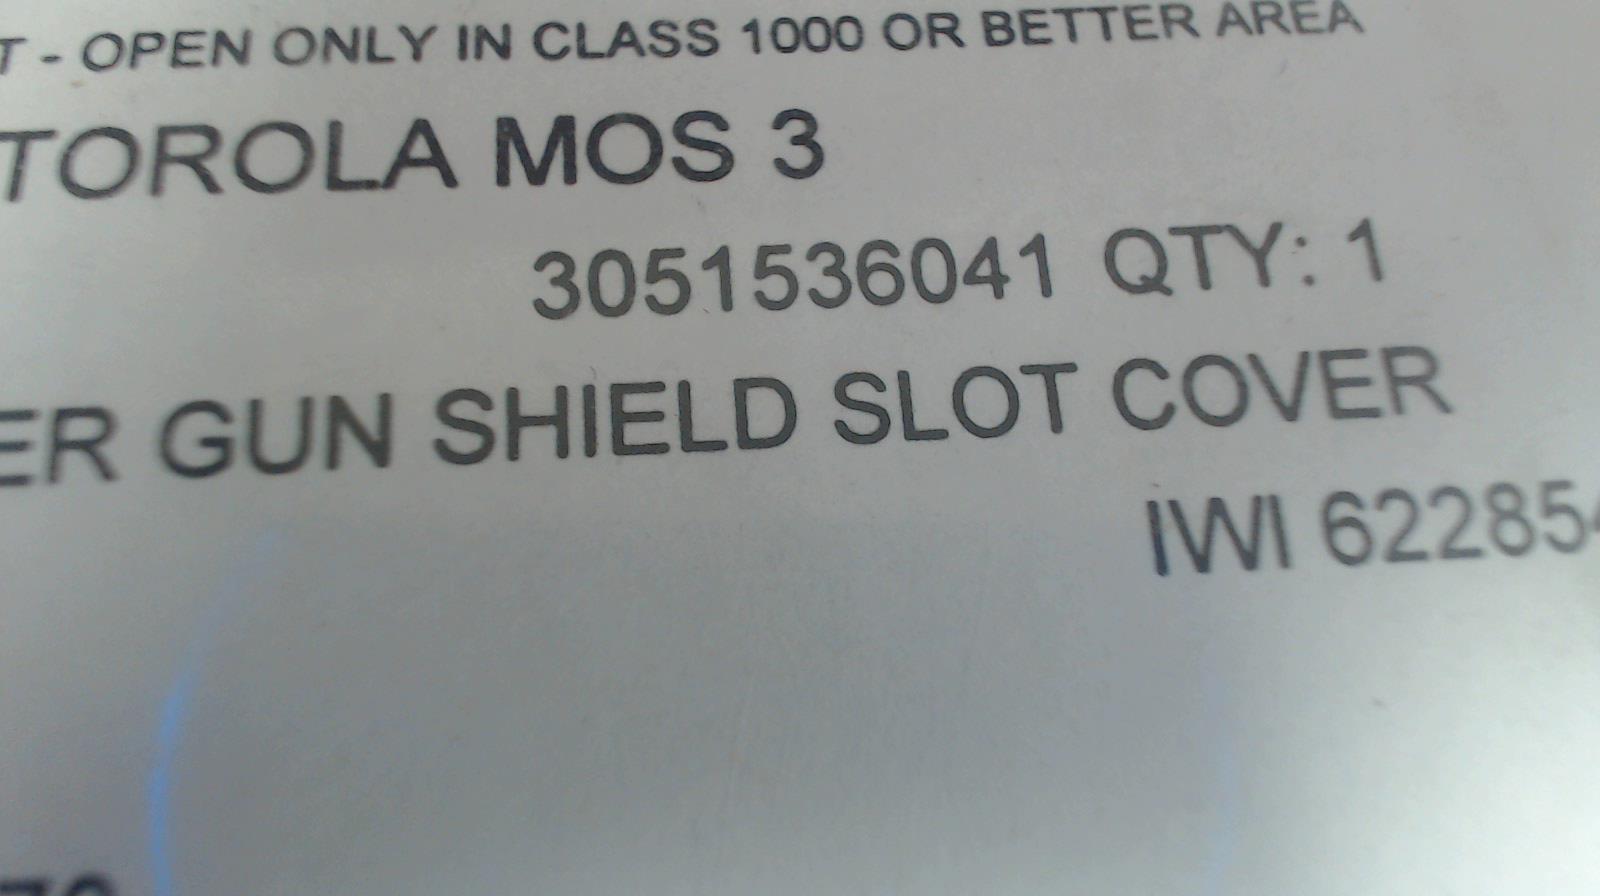 T - OPEN ONLY IN CLASS 1000 OR BETTER AREA
TOROLA MOS 3
3051536041 QTY: 1
ER GUN SHIELD SLOT COVER
IWI 622854